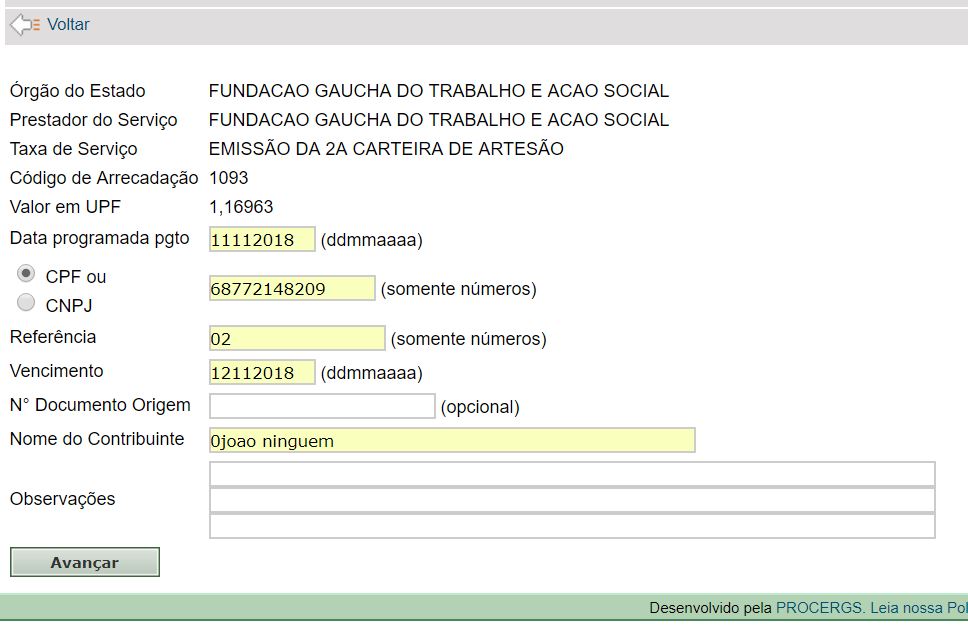 Voltar
Órgão do Estado FUNDACAO GAUCHA DO TRABALHO E ACAO SOCIAL
Prestador do Serviço FUNDACAO GAUCHA DO TRABALHO E ACAO SOCIAL
Taxa de Serviço EMISSÃO DA 2A CARTEIRA DE ARTESÃO
Código de Arrecadação 1093
Valor em UPF 1,16963
Data programada pgto 11112018 (ddmmaaaa)
CPF ou
68772148209 (somente números)
CNPJ
Referência 02 (somente números)
Vencimento 12112018 (ddmmaaaa)
N° Documento Origem (opcional)
Nome do Contribuinte 0joao ninguem
Observações
Avançar
Desenvolvido pela PROCERGS. Leia nossa Pol